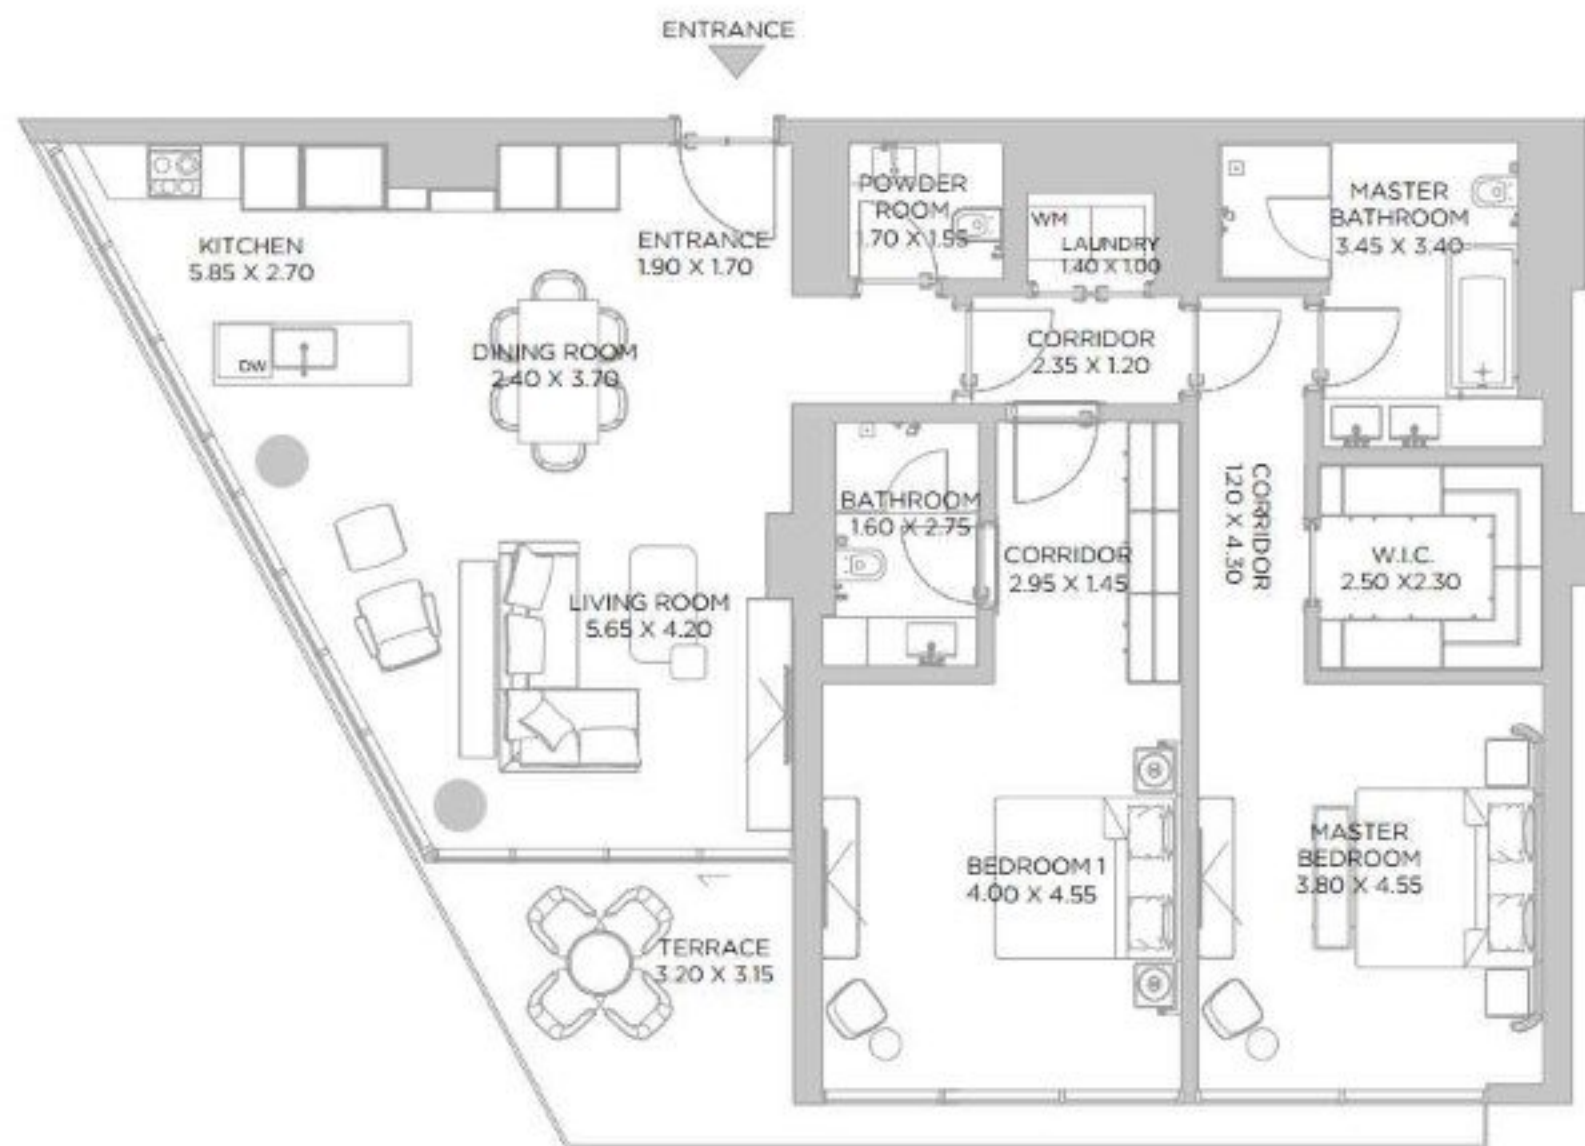 ENTRANCE
KITCHEN
5.85 X 2.70
ENTRANCE
1.90 X 1.70
POWDER
ROOM
1.70 X 1.55
WM
LAUNDRY
1.40 X 1.00
MASTER
BATHROOM
3.45 X 3.40
DW
DINING ROOM
2.40 X 3.70
CORRIDOR
2.35 X 1.20
BATHROOM
1.60 X 2.75
CORRIDOR
2.95 X 1.45
CORRIDOR
1.20 X 4.30
W.I.C.
2.50 X2.30
LIVING ROOM
5.65 X 4.20
BEDROOM 1
4.00 X 4.55
MASTER
BEDROOM
3.80 X 4.55
TERRACE
3.20 X 3.15